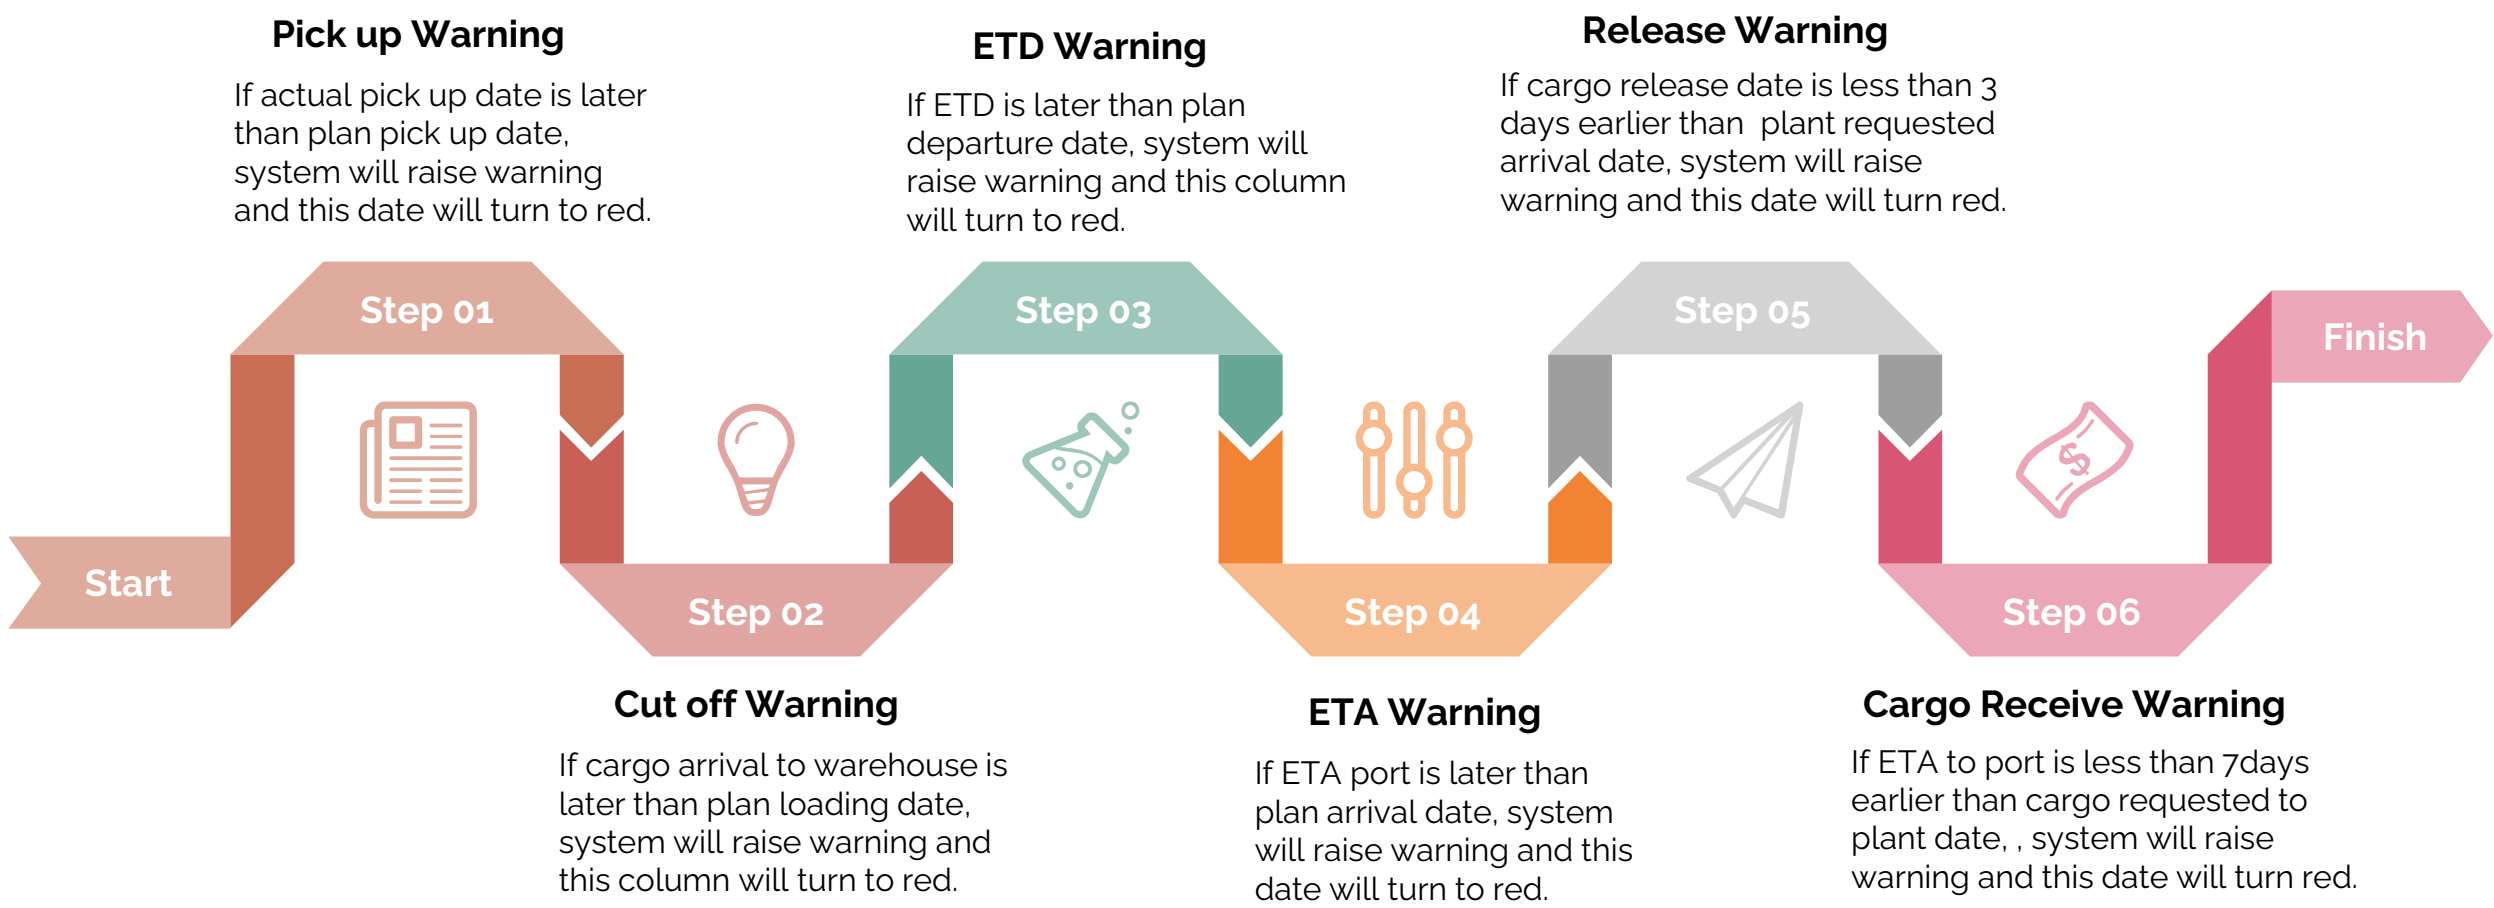 Pick up Warning
If actual pick up date is later
than plan pick up date,
system will raise warning
and this date will turn to red.
ETD Warning
If ETD is later than plan
departure date, system will
raise warning and this column
will turn to red.
Release Warning
If cargo release date is less than 3
days earlier than  plant requested
arrival date, system will raise
warning and this date will turn red.
Start
Step 01
Step 02
Step 03
Step 04
Step 05
Step 06
Finish
$
Cut off Warning
If cargo arrival to warehouse is
later than plan loading date,
system will raise warning and
this column will turn to red.
ETA Warning
If ETA port is later than
plan arrival date, system
will raise warning and this
date will turn to red.
Cargo Receive Warning
If ETA to port is less than 7days
earlier than cargo requested to
plant date, , system will raise
warning and this date will turn red.